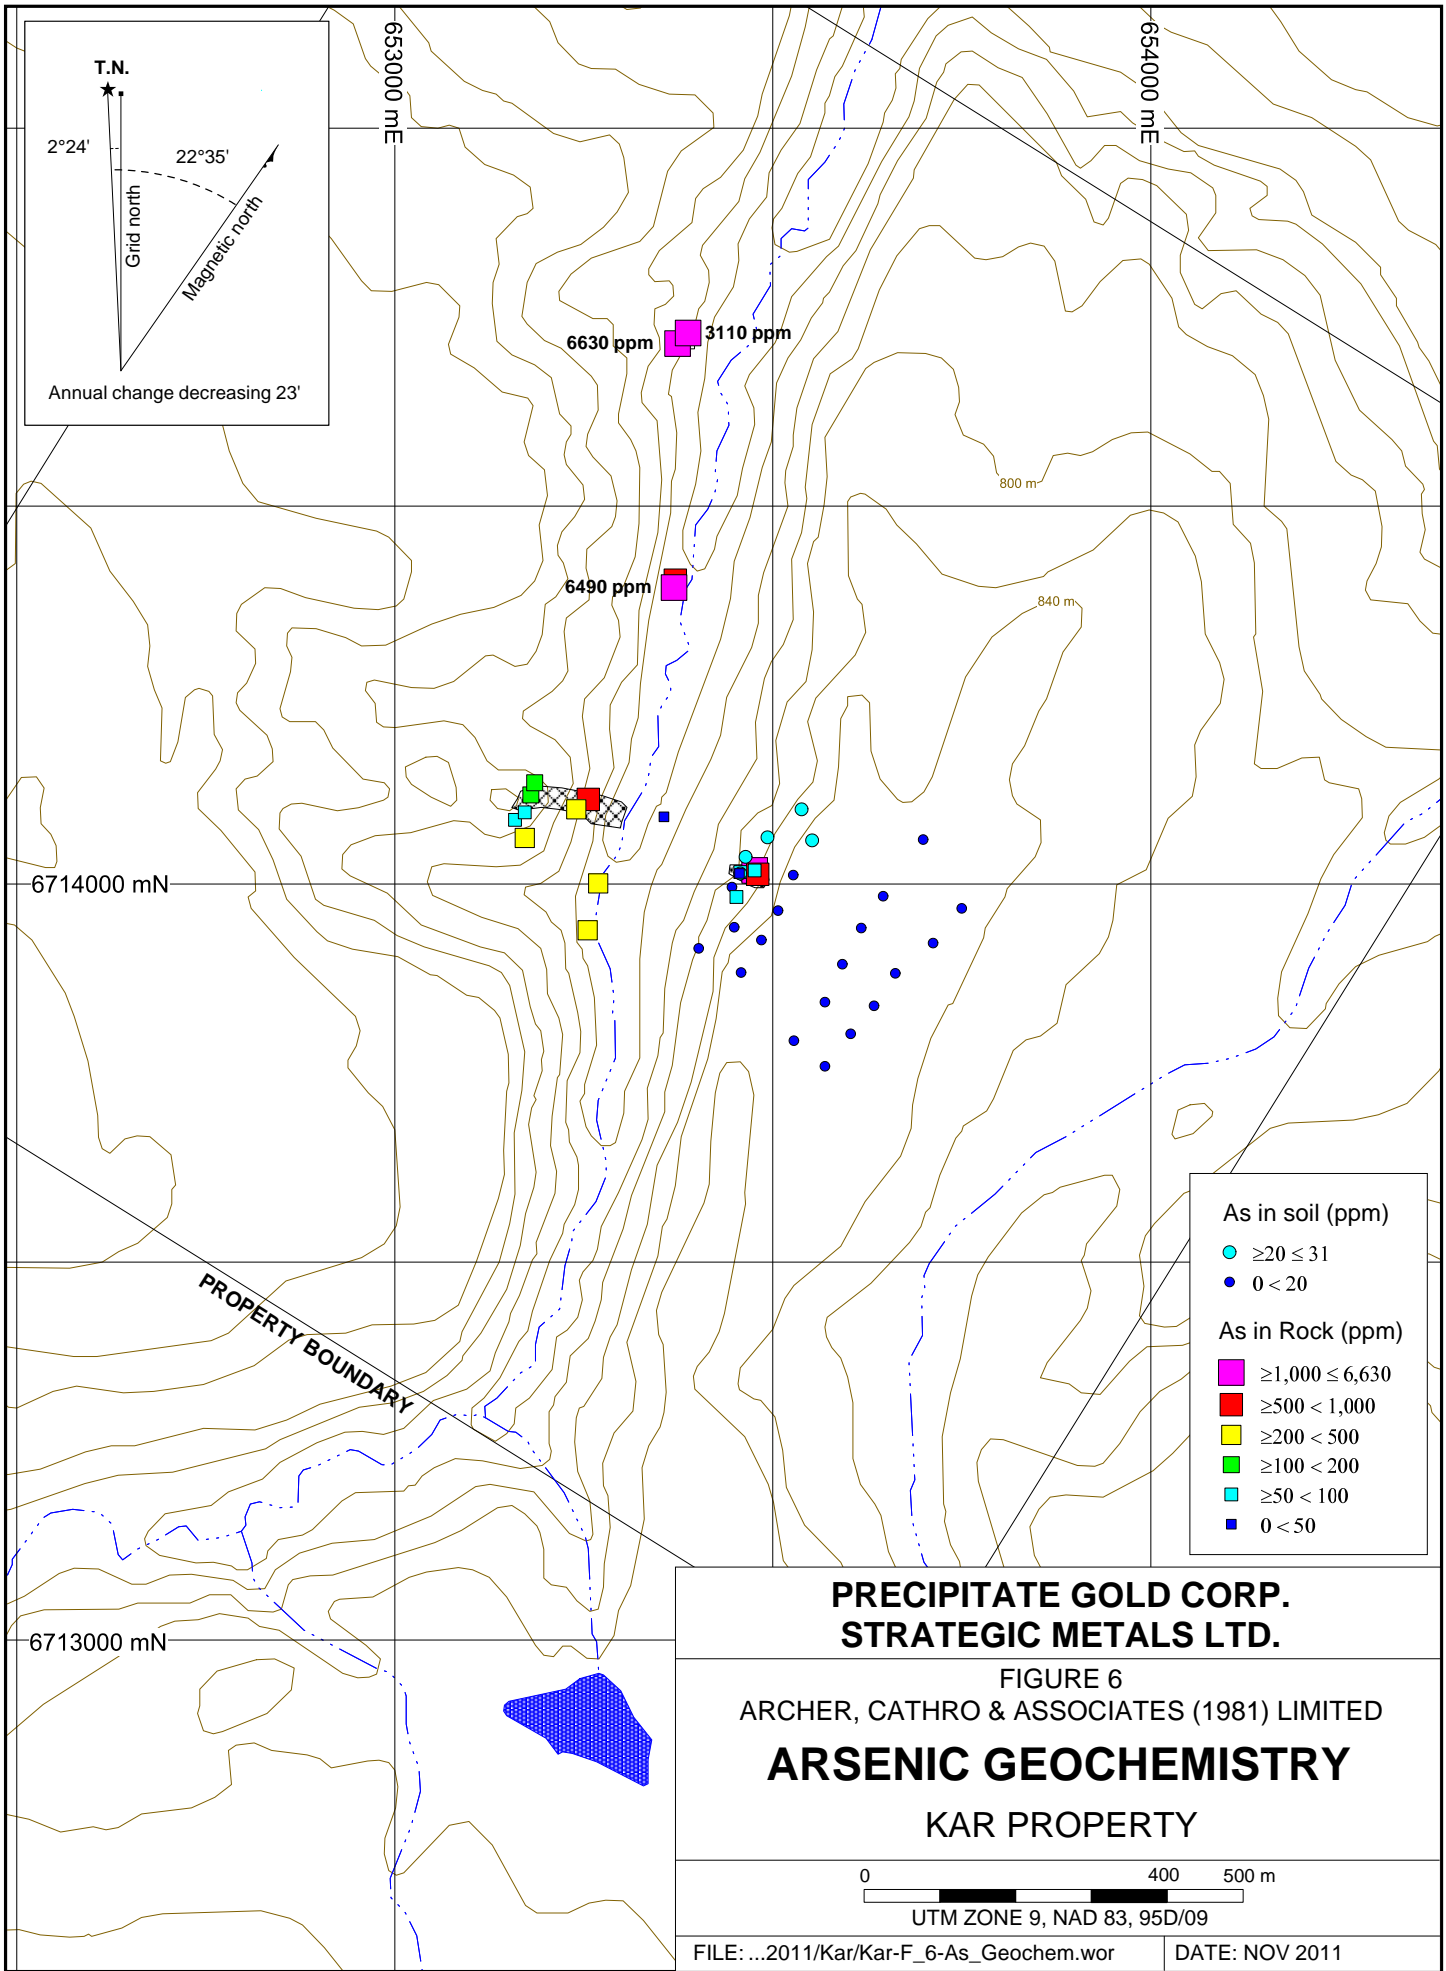 653000 mE
654000 mE
T.N.
2°24'
22°35'
Grid north
Magnetic north
Annual change decreasing 23'
6630 ppm
3110 ppm
800 m
6490 ppm
840 m
6714000 mN
PROPERTY BOUNDARY
As in soil (ppm)
≥20 ≤ 31
0 < 20
As in Rock (ppm)
≥1,000 ≤ 6,630
≥500 < 1,000
≥200 < 500
≥100 < 200
≥50 < 100
0 < 50
6713000 mN
PRECIPITATE GOLD CORP.
STRATEGIC METALS LTD.
FIGURE 6
ARCHER, CATHRO & ASSOCIATES (1981) LIMITED
ARSENIC GEOCHEMISTRY
KAR PROPERTY
0 400 500 m
UTM ZONE 9, NAD 83, 95D/09
FILE: ...2011/Kar/Kar-F_6-As_Geochem.wor
DATE: NOV 2011